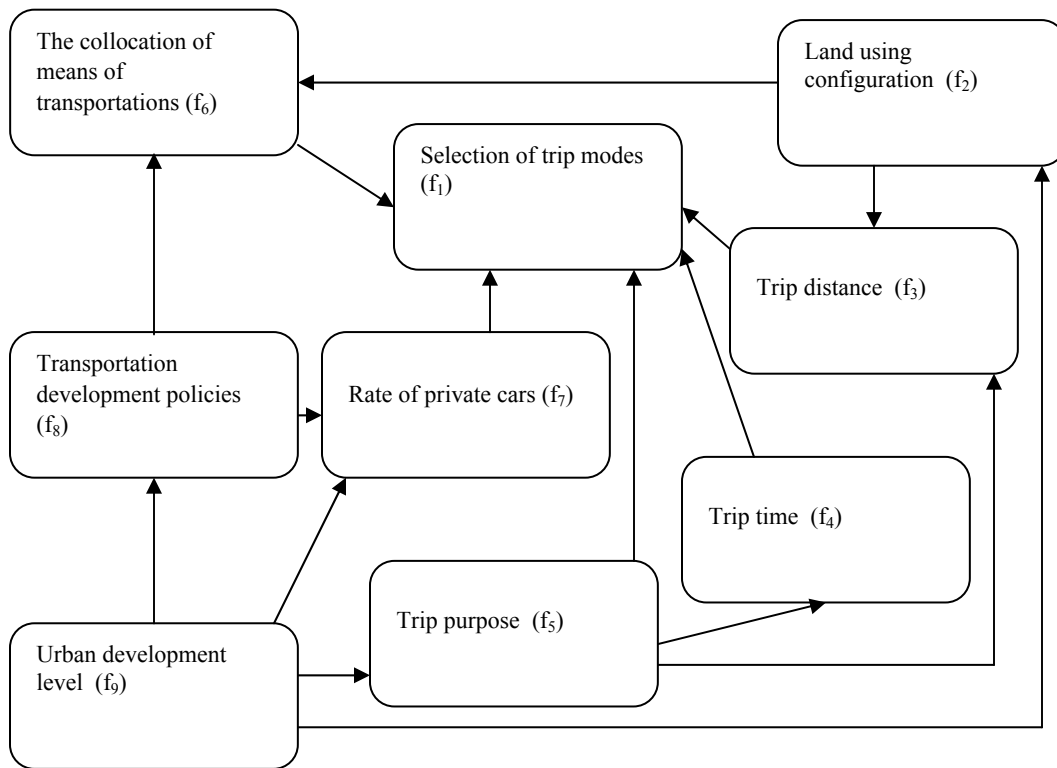 The collocation of
means of
transportations (f₆)
Land using
configuration (f₂)
Selection of trip modes
(f₁)
Trip distance (f₃)
Transportation
development policies
(f₈)
Rate of private cars (f₇)
Trip time (f₄)
Trip purpose (f₅)
Urban development
level (f₉)